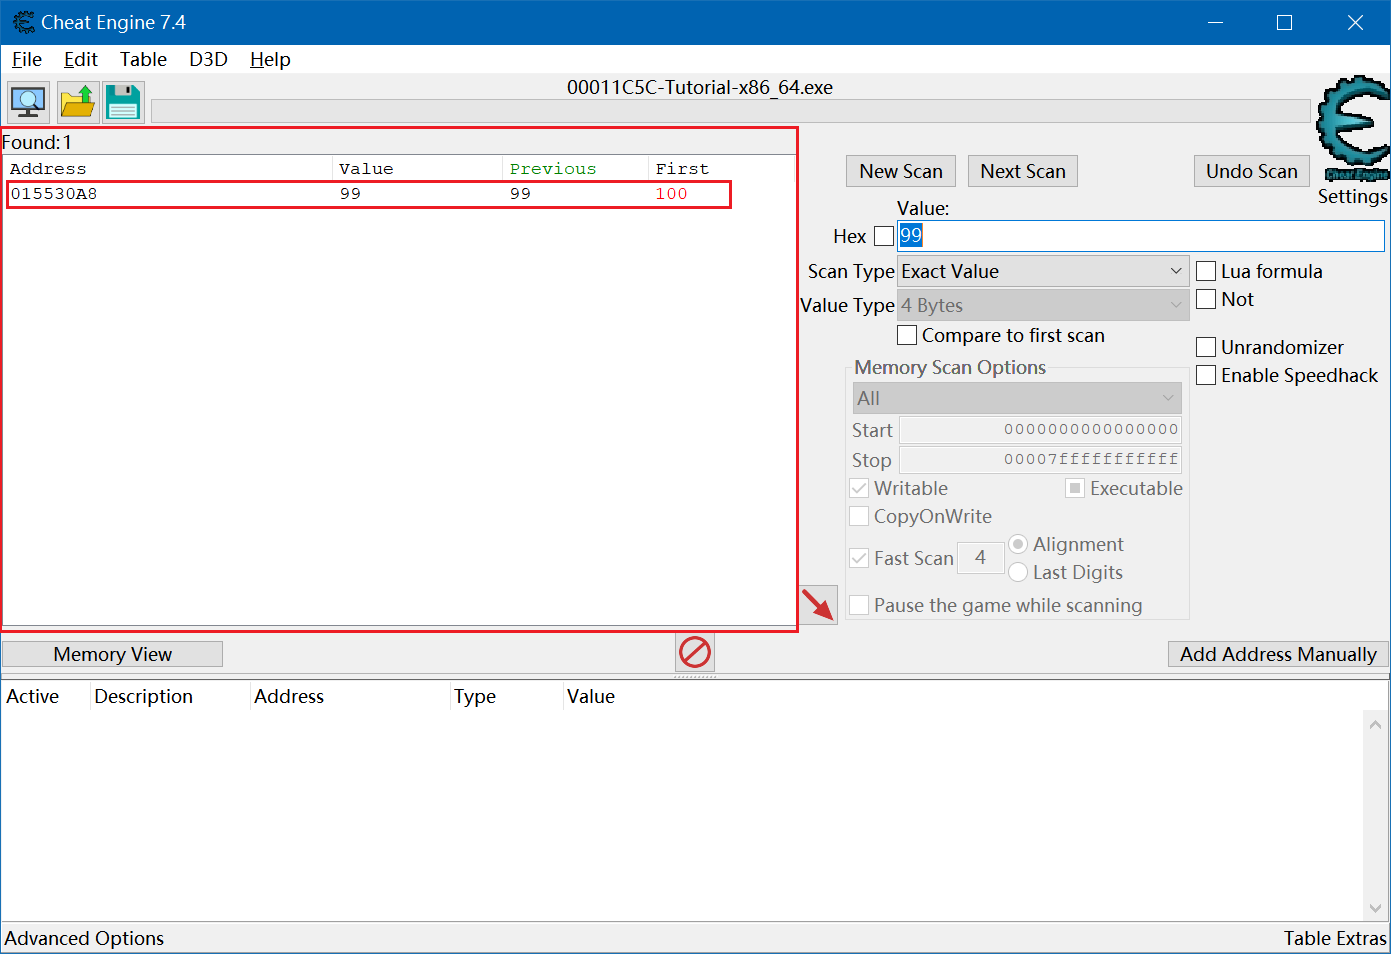 Cheat Engine 7.4
File Edit Table D3D Help
00011C5C-Tutorial-x86_64.exe
Cheat Engine
Settings
Found: 1
Address Value Previous First
015530A8 99 99 100
New Scan Next Scan Undo Scan
Value:
Hex 99
Scan Type Exact Value Lua formula
Not
Value Type 4 Bytes
Compare to first scan
Unrandomizer
Enable Speedhack
Memory Scan Options
All
Start 0000000000000000
Stop 00007fffffffffff
Writable Executable
CopyOnWrite
Fast Scan 4 Alignment
Last Digits
Pause the game while scanning
Memory View Add Address Manually
Active Description Address Type Value
Advanced Options Table Extras